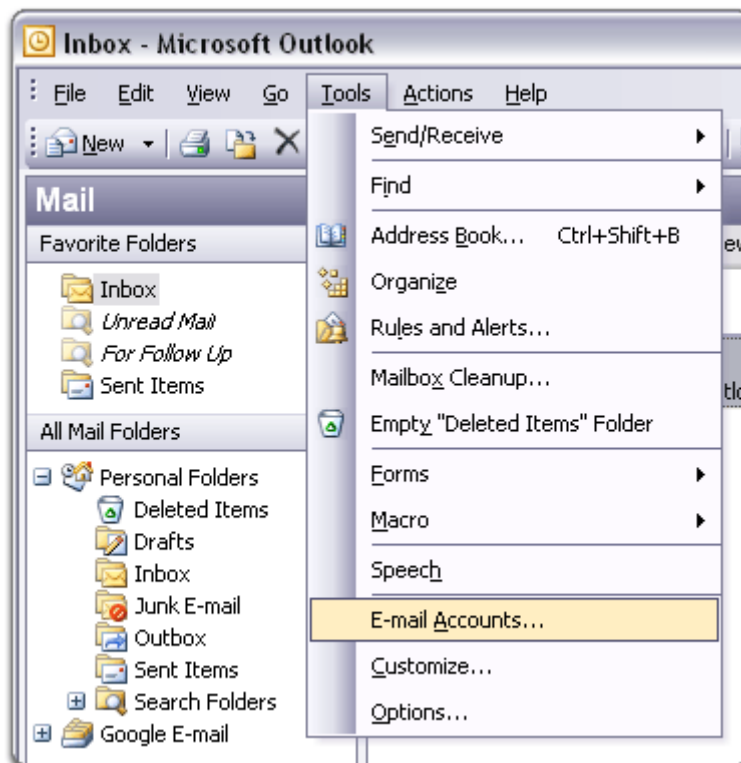 Inbox - Microsoft Outlook
File Edit View Go Tools Actions Help
New
Mail
Favorite Folders
Inbox
Unread Mail
For Follow Up
Sent Items
All Mail Folders
Personal Folders
Deleted Items
Drafts
Inbox
Junk E-mail
Outbox
Sent Items
Search Folders
Google E-mail
Send/Receive
Find
Address Book... Ctrl+Shift+B
Organize
Rules and Alerts...
Mailbox Cleanup...
Empty "Deleted Items" Folder
Forms
Macro
Speech
E-mail Accounts...
Customize...
Options...